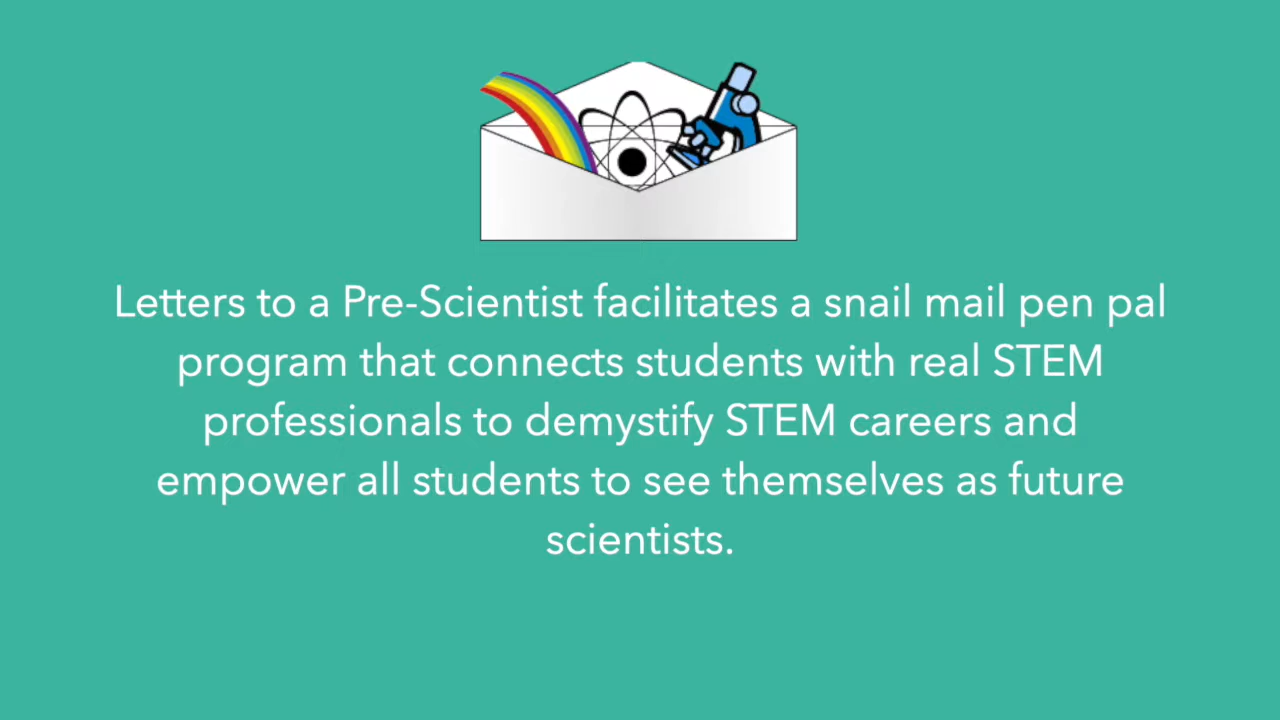 Letters to a Pre-Scientist facilitates a snail mail pen pal
program that connects students with real STEM
professionals to demystify STEM careers and
empower all students to see themselves as future
scientists.